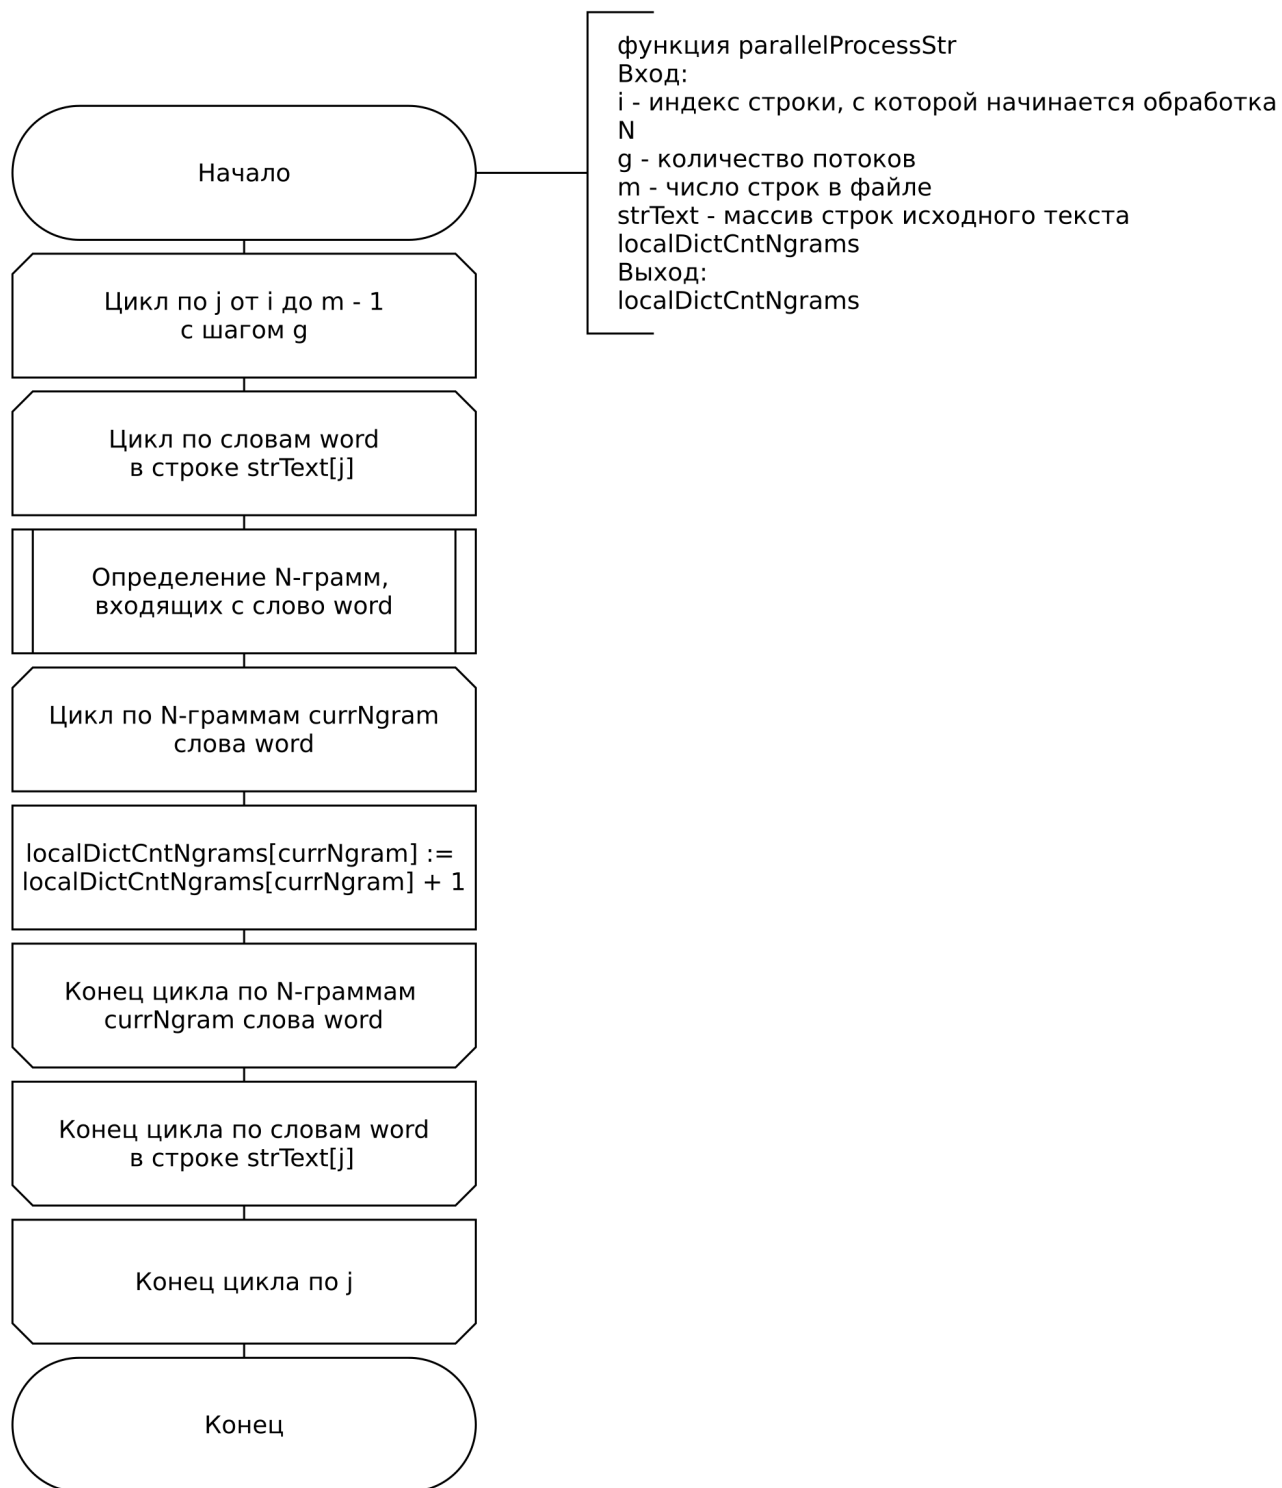 функция parallelProcessStr
Вход:
i - индекс строки, с которой начинается обработка
N
g - количество потоков
m - число строк в файле
strText - массив строк исходного текста
localDictCntNgrams
Выход:
localDictCntNgrams
Начало
Цикл по j от i до m - 1
с шагом g
Цикл по словам word
в строке strText[j]
Определение N-грамм,
входящих с слово word
Цикл по N-граммам currNgram
слова word
localDictCntNgrams[currNgram] :=
localDictCntNgrams[currNgram] + 1
Конец цикла по N-граммам
currNgram слова word
Конец цикла по словам word
в строке strText[j]
Конец цикла по j
Конец